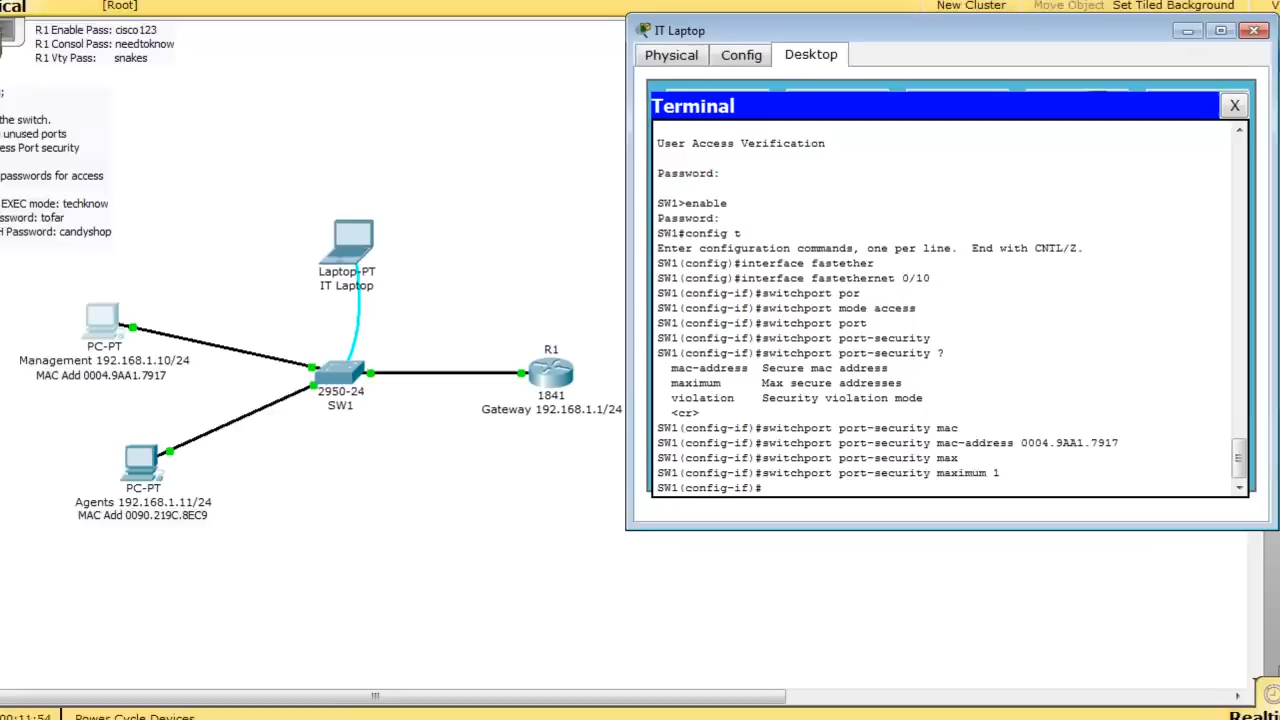 ical
[Root]
New Cluster
Move Object
Set Tiled Background
V
R1 Enable Pass: cisco123
R1 Consol Pass: needtoknow
R1 Vty Pass: snakes
s;
the switch.
unused ports
ess Port security
passwords for access
EXEC mode: techknow
ssword: tofar
H Password: candyshop
Laptop-PT
IT Laptop
PC-PT
Management 192.168.1.10/24
MAC Add 0004.9AA1.7917
2950-24
SW1
R1
1841
Gateway 192.168.1.1/24
PC-PT
Agents 192.168.1.11/24
MAC Add 0090.219C.8EC9
IT Laptop
Physical
Config
Desktop
Terminal
X
User Access Verification
Password:
SW1>enable
Password:
SW1#config t
Enter configuration commands, one per line.  End with CNTL/Z.
SW1(config)#interface fastether
SW1(config)#interface fastethernet 0/10
SW1(config-if)#switchport por
SW1(config-if)#switchport mode access
SW1(config-if)#switchport port
SW1(config-if)#switchport port-security
SW1(config-if)#switchport port-security ?
mac-address  Secure mac address
maximum      Max secure addresses
violation    Security violation mode
<cr>
SW1(config-if)#switchport port-security mac
SW1(config-if)#switchport port-security mac-address 0004.9AA1.7917
SW1(config-if)#switchport port-security max
SW1(config-if)#switchport port-security maximum 1
SW1(config-if)#
00:11:54
Power Cycle Devices
Realti